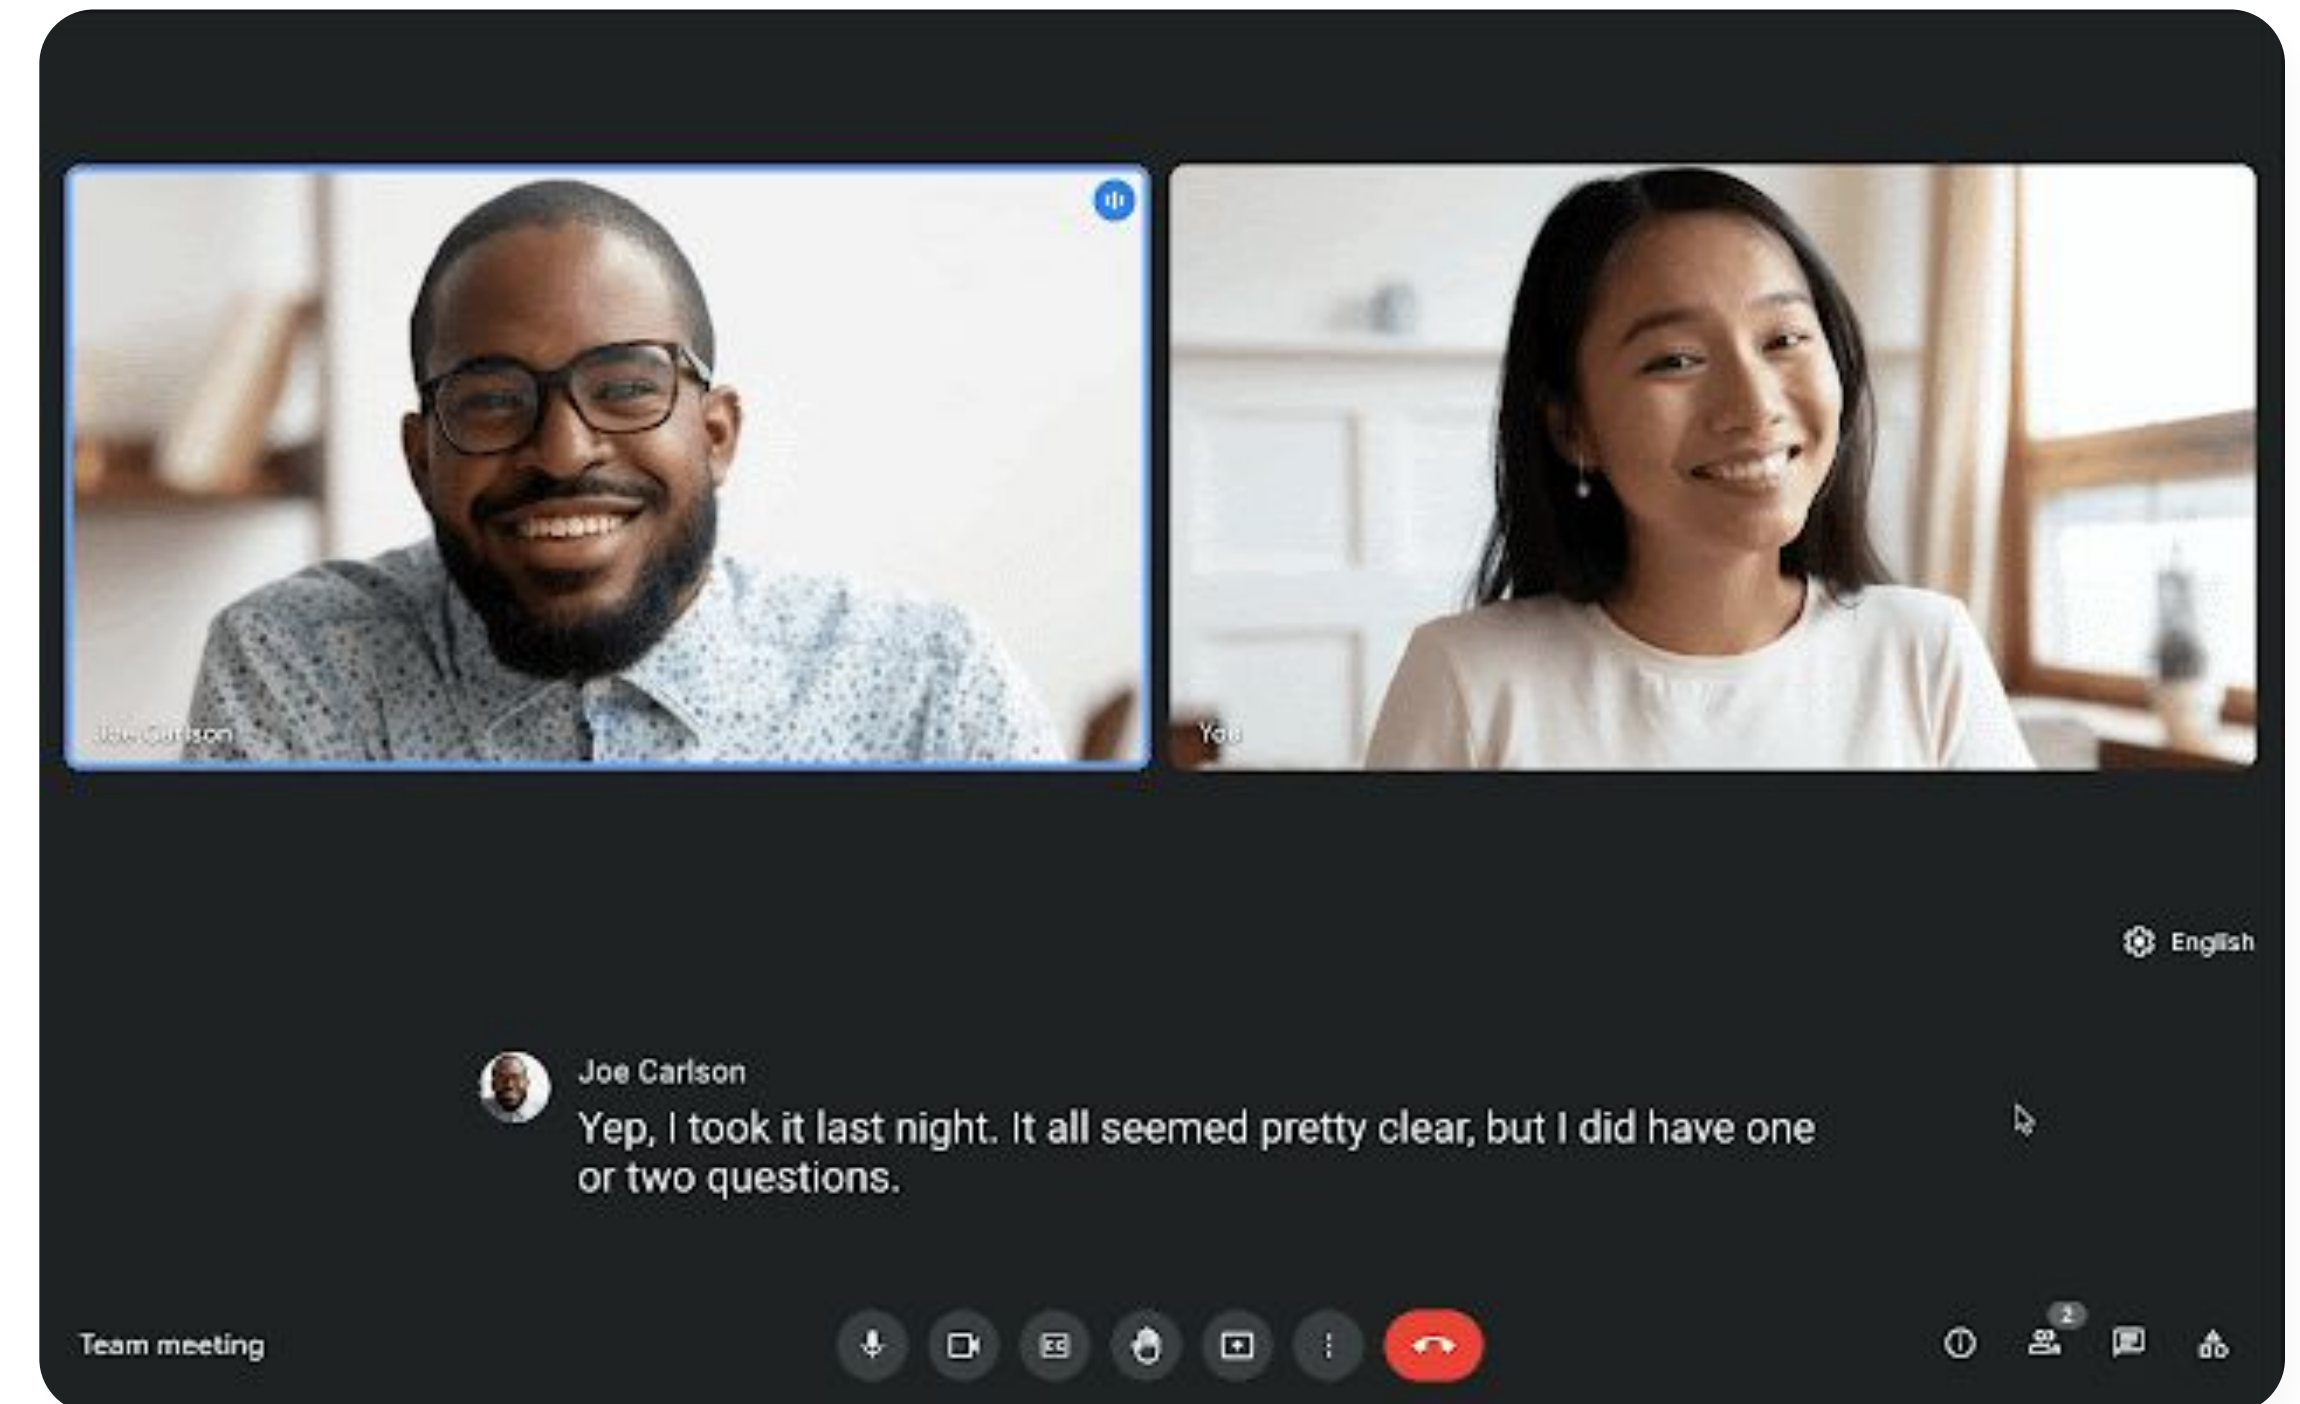 Joe Carlson
You
English
Joe Carlson
Yep, I took it last night. It all seemed pretty clear, but I did have one
or two questions.
Team meeting
CC
2